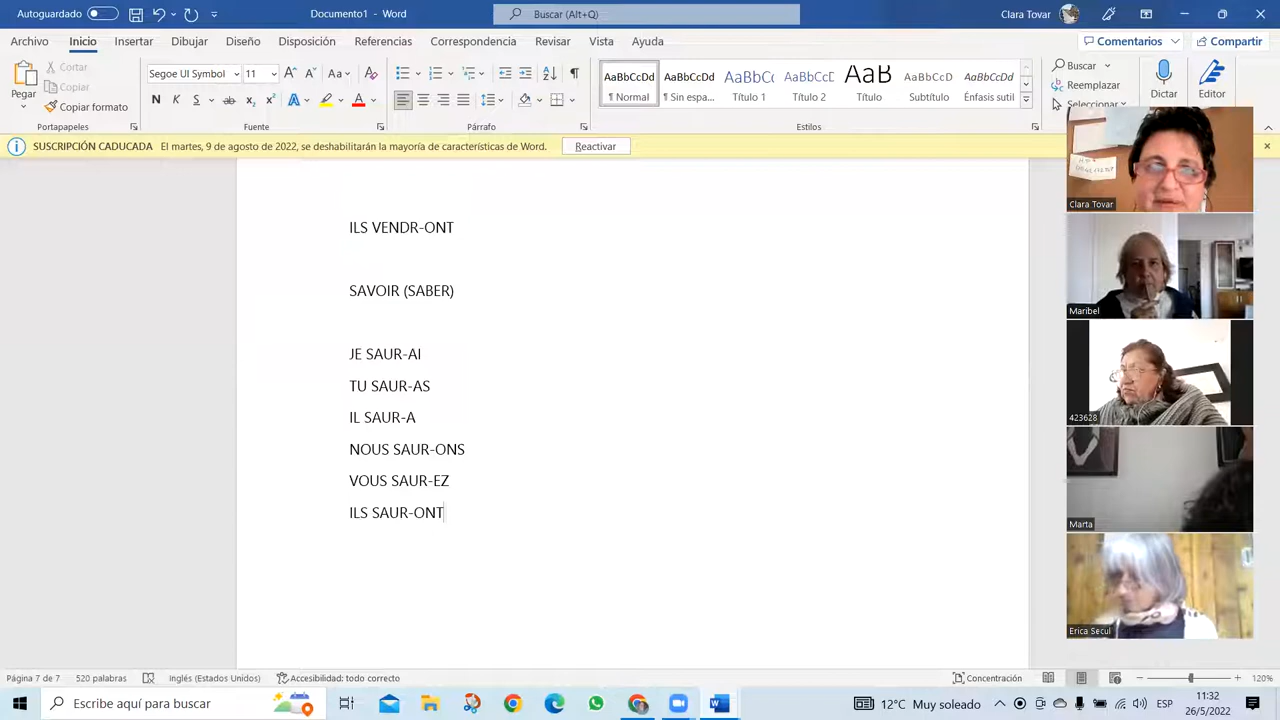 Autoguardado
Documento1 - Word
Buscar (Alt+Q)
Clara Tovar
Archivo Inicio Insertar Dibujar Diseño Disposición Referencias Correspondencia Revisar Vista Ayuda
Comentarios Compartir
Pegar
Cortar
Copiar
Copiar formato
Segoe UI Symbol 11
N K S
AaBbCcDd AaBbCcDd AaBbCc AaBbCcD AaB AaBbCcD AaBbCcDd
¶ Normal ¶ Sin espa... Título 1 Título 2 Título Subtítulo Énfasis sutil
Buscar
Reemplazar
Seleccionar
Dictar
Editor
Portapapeles Fuente Párrafo Estilos
SUSCRIPCIÓN CADUCADA El martes, 9 de agosto de 2022, se deshabilitarán la mayoría de características de Word. Reactivar
ILS VENDR-ONT
SAVOIR (SABER)
JE SAUR-AI
TU SAUR-AS
IL SAUR-A
NOUS SAUR-ONS
VOUS SAUR-EZ
ILS SAUR-ONT
Clara Tovar
Maribel
423628
Marta
Erica Secul
Página 7 de 7 520 palabras Inglés (Estados Unidos) Accesibilidad: todo correcto
Concentración 120%
Escribe aquí para buscar
12°C Muy soleado
ESP
11:32
26/5/2022